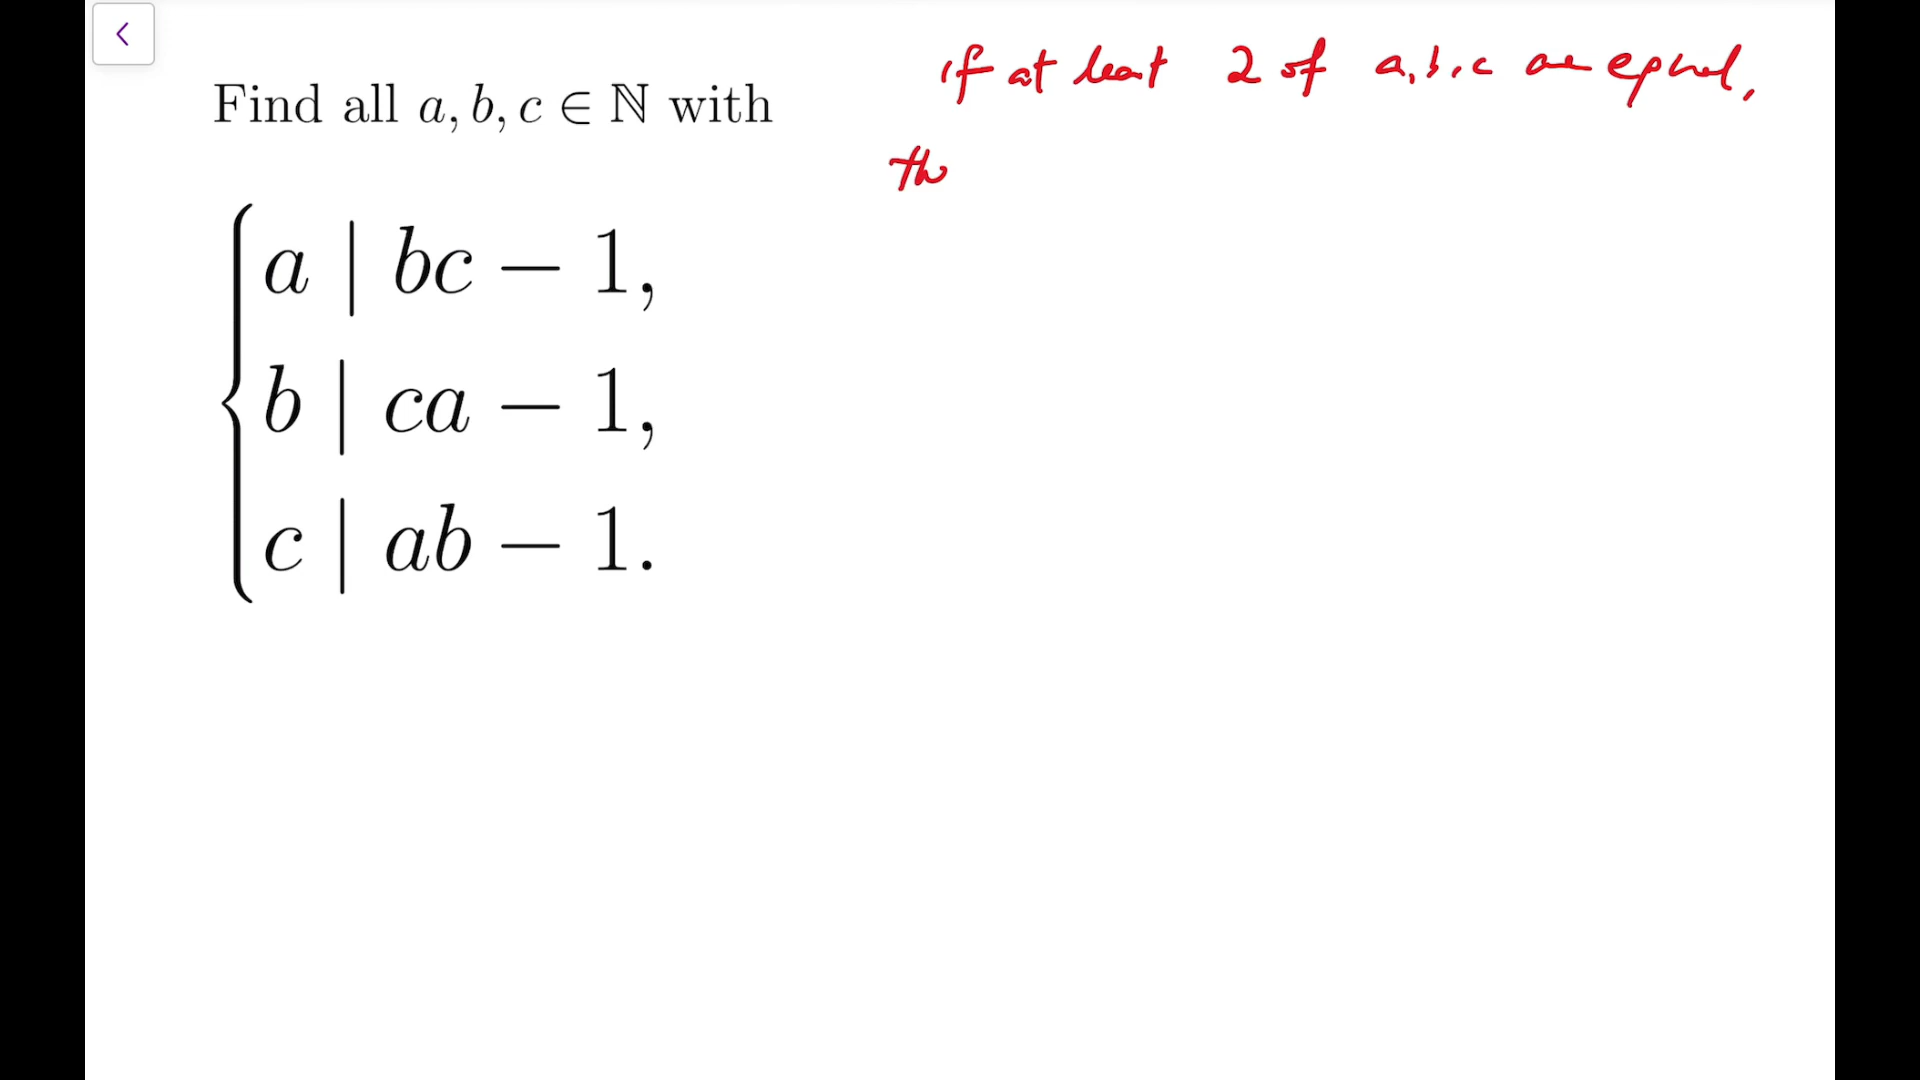 Find all a, b, c ∈ ℕ with
if at least 2 of a, b, c are equal,
th
a | bc − 1,
b | ca − 1,
c | ab − 1.